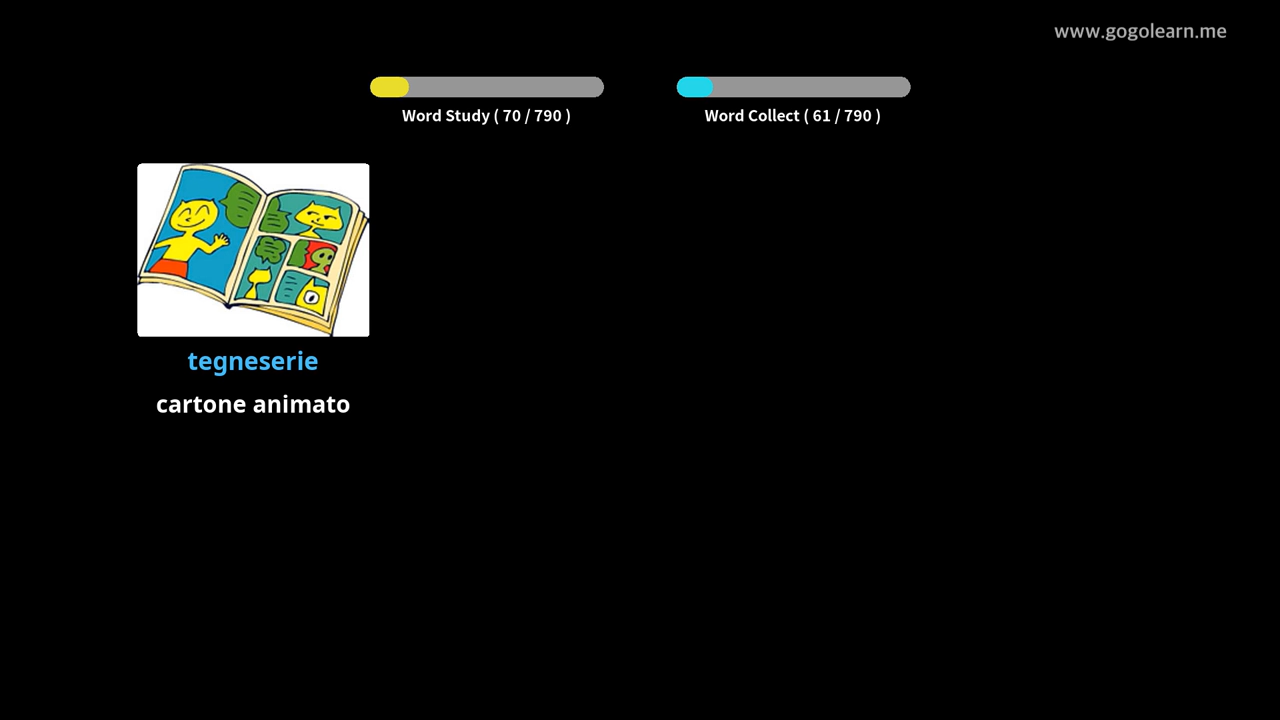 www.gogolearn.me
Word Study ( 70 / 790 )
Word Collect ( 61 / 790 )
tegneserie
cartone animato